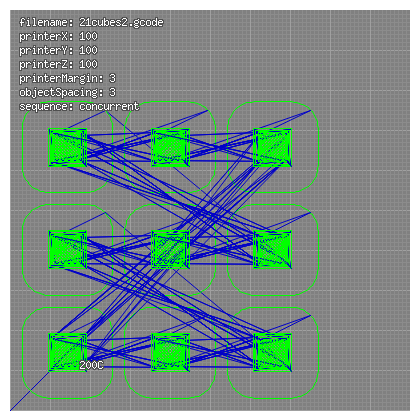 filename: 21cubes2.gcode
printerX: 100
printerY: 100
printerZ: 100
printerMargin: 3
objectSpacing: 3
sequence: concurrent
200C